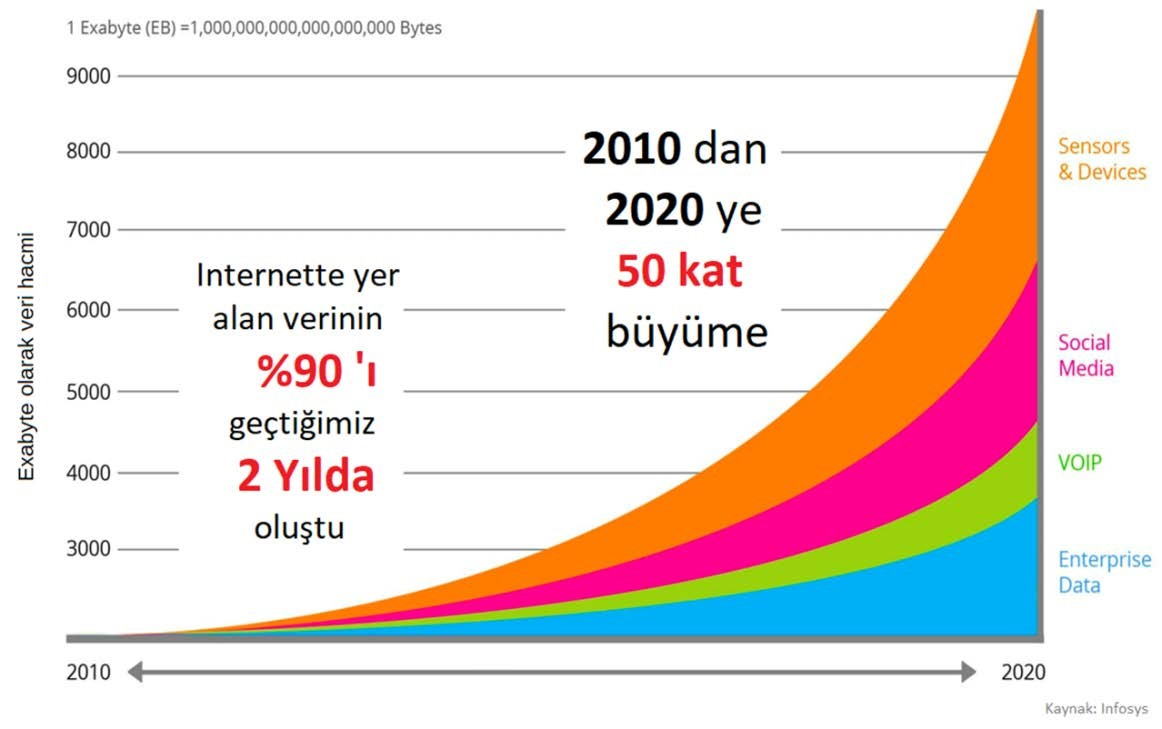 1 Exabyte (EB) =1,000,000,000,000,000,000 Bytes
9000
8000
7000
6000
5000
4000
3000
Exabyte olarak veri hacmi
Internette yer
alan verinin
%90 'ı
geçtiğimiz
2 Yılda
oluştu
2010 dan
2020 ye
50 kat
büyüme
Sensors
& Devices
Social
Media
VOIP
Enterprise
Data
2010
2020
Kaynak: Infosys